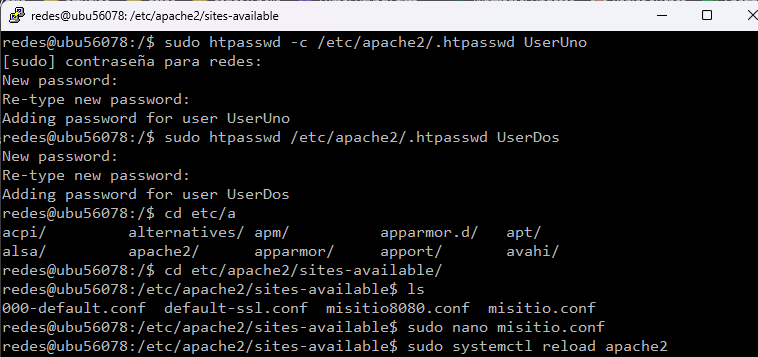 redes@ubu56078: /etc/apache2/sites-available
redes@ubu56078:/$ sudo htpasswd -c /etc/apache2/.htpasswd UserUno
[sudo] contraseña para redes:
New password:
Re-type new password:
Adding password for user UserUno
redes@ubu56078:/$ sudo htpasswd /etc/apache2/.htpasswd UserDos
New password:
Re-type new password:
Adding password for user UserDos
redes@ubu56078:/$ cd etc/a
acpi/         alternatives/ apm/          apparmor.d/   apt/
alsa/         apache2/      apparmor/     apport/       avahi/
redes@ubu56078:/$ cd etc/apache2/sites-available/
redes@ubu56078:/etc/apache2/sites-available$ ls
000-default.conf  default-ssl.conf  misitio8080.conf  misitio.conf
redes@ubu56078:/etc/apache2/sites-available$ sudo nano misitio.conf
redes@ubu56078:/etc/apache2/sites-available$ sudo systemctl reload apache2